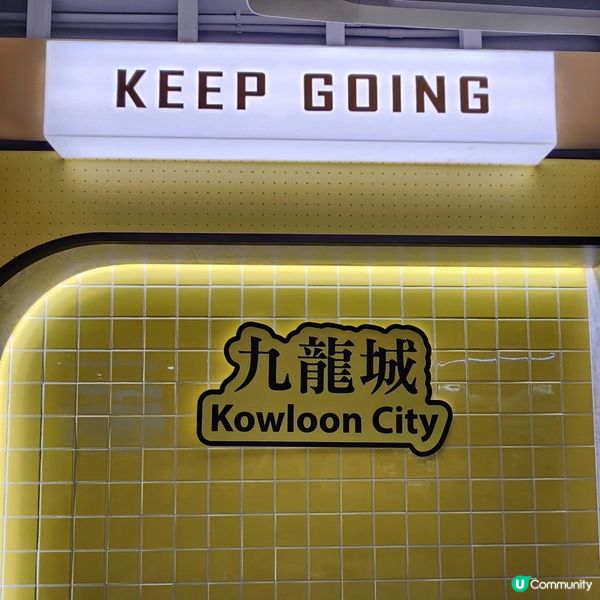 KEEP GOING
九龍城
Kowloon City
U Community